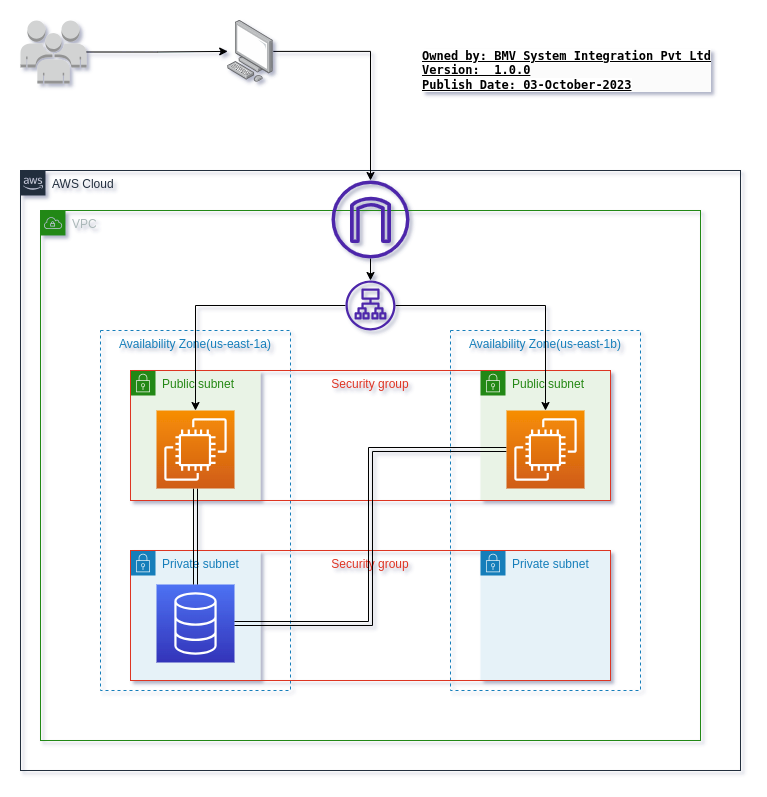 Owned by: BMV System Integration Pvt Ltd
Version:  1.0.0
Publish Date: 03-October-2023
aws
AWS Cloud
VPC
Availability Zone(us-east-1a)
Availability Zone(us-east-1b)
Public subnet
Security group
Public subnet
Private subnet
Security group
Private subnet